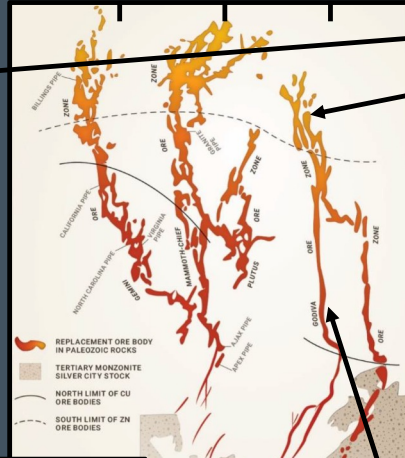 BILLINGS PIPE
ZONE
ZONE
ORE
GRANITE
PIPE
ZONE
ZONE
CALIFORNIA PIPE
ORE
VIRGINIA
PIPE
NORTH CAROLINA PIPE
GEMINI
MAMMOTH-CHIEF
ORE
PLUTUS
ORE
ZONE
GODIVA
ORE
AJAX PIPE
APEX PIPE
REPLACEMENT ORE BODY
IN PALEOZOIC ROCKS
TERTIARY MONZONITE
SILVER CITY STOCK
NORTH LIMIT OF CU
ORE BODIES
SOUTH LIMIT OF ZN
ORE BODIES